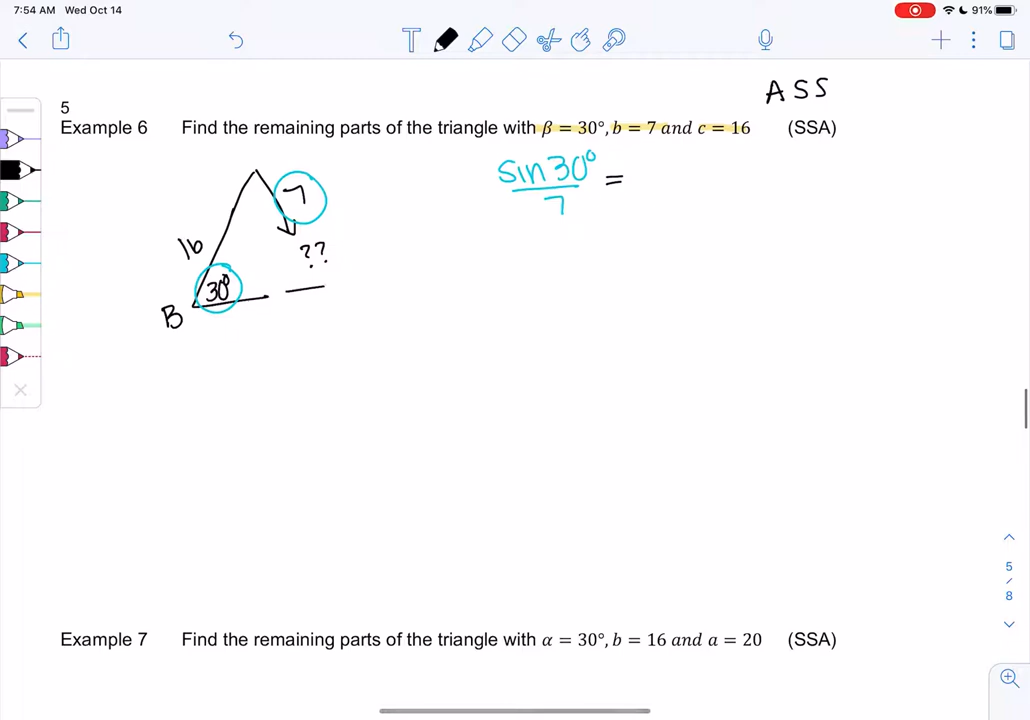 7:54 AM Wed Oct 14
91%
A S S
5
Example 6 Find the remaining parts of the triangle with β = 30°, b = 7 and c = 16 (SSA)
sin 30° =
7
7
16
??
30°
B
5
/
8
Example 7 Find the remaining parts of the triangle with α = 30°, b = 16 and a = 20 (SSA)